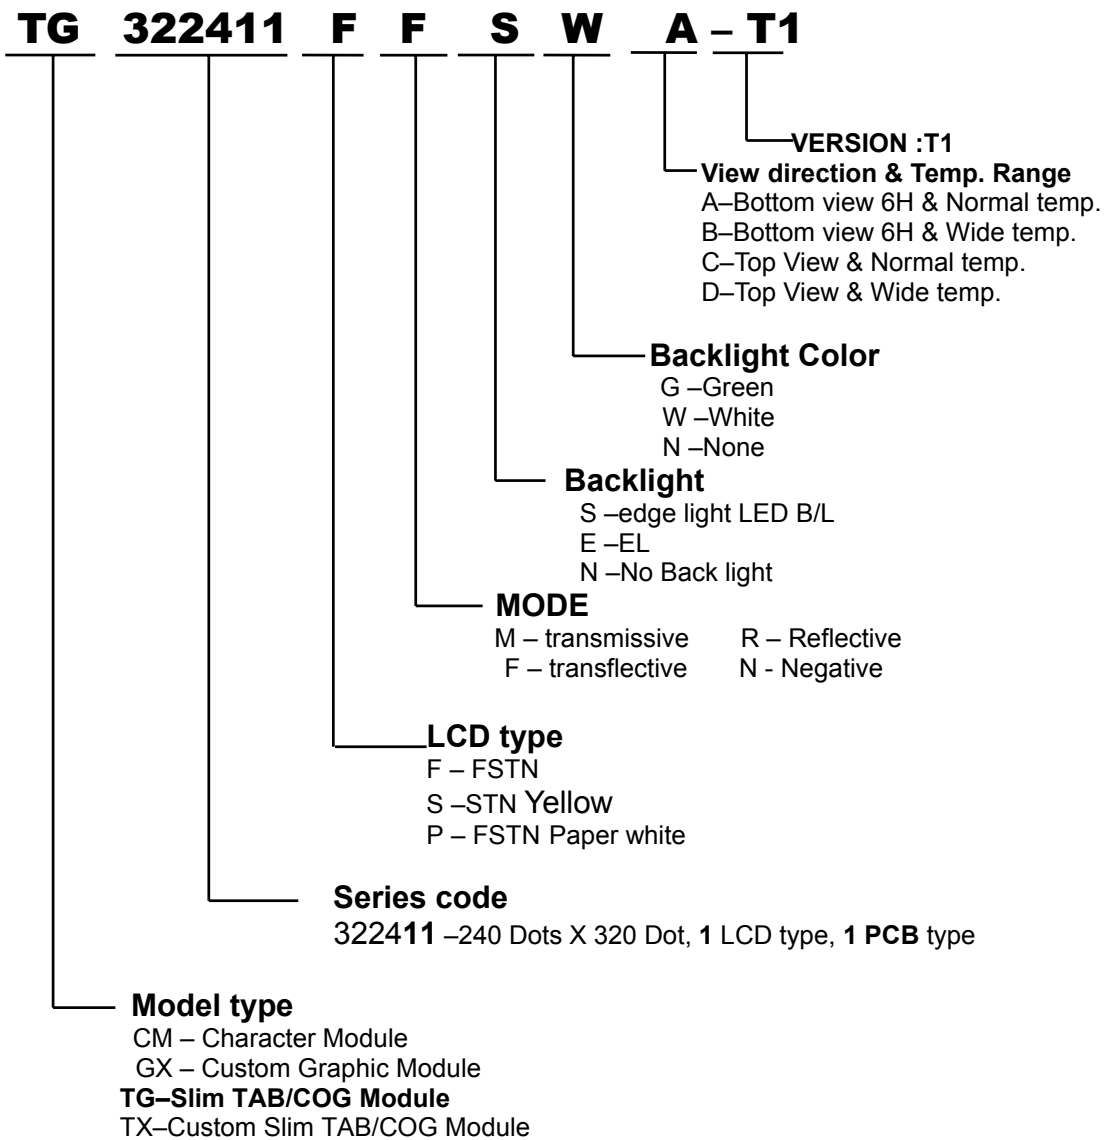 TG 322411 F F S W A – T1
VERSION :T1
View direction & Temp. Range
A–Bottom view 6H & Normal temp.
B–Bottom view 6H & Wide temp.
C–Top View & Normal temp.
D–Top View & Wide temp.
Backlight Color
G –Green
W –White
N –None
Backlight
S –edge light LED B/L
E –EL
N –No Back light
MODE
M – transmissive R – Reflective
F – transflective N - Negative
LCD type
F – FSTN
S –STN Yellow
P – FSTN Paper white
Series code
322411 –240 Dots X 320 Dot, 1 LCD type, 1 PCB type
Model type
CM – Character Module
GX – Custom Graphic Module
TG–Slim TAB/COG Module
TX–Custom Slim TAB/COG Module